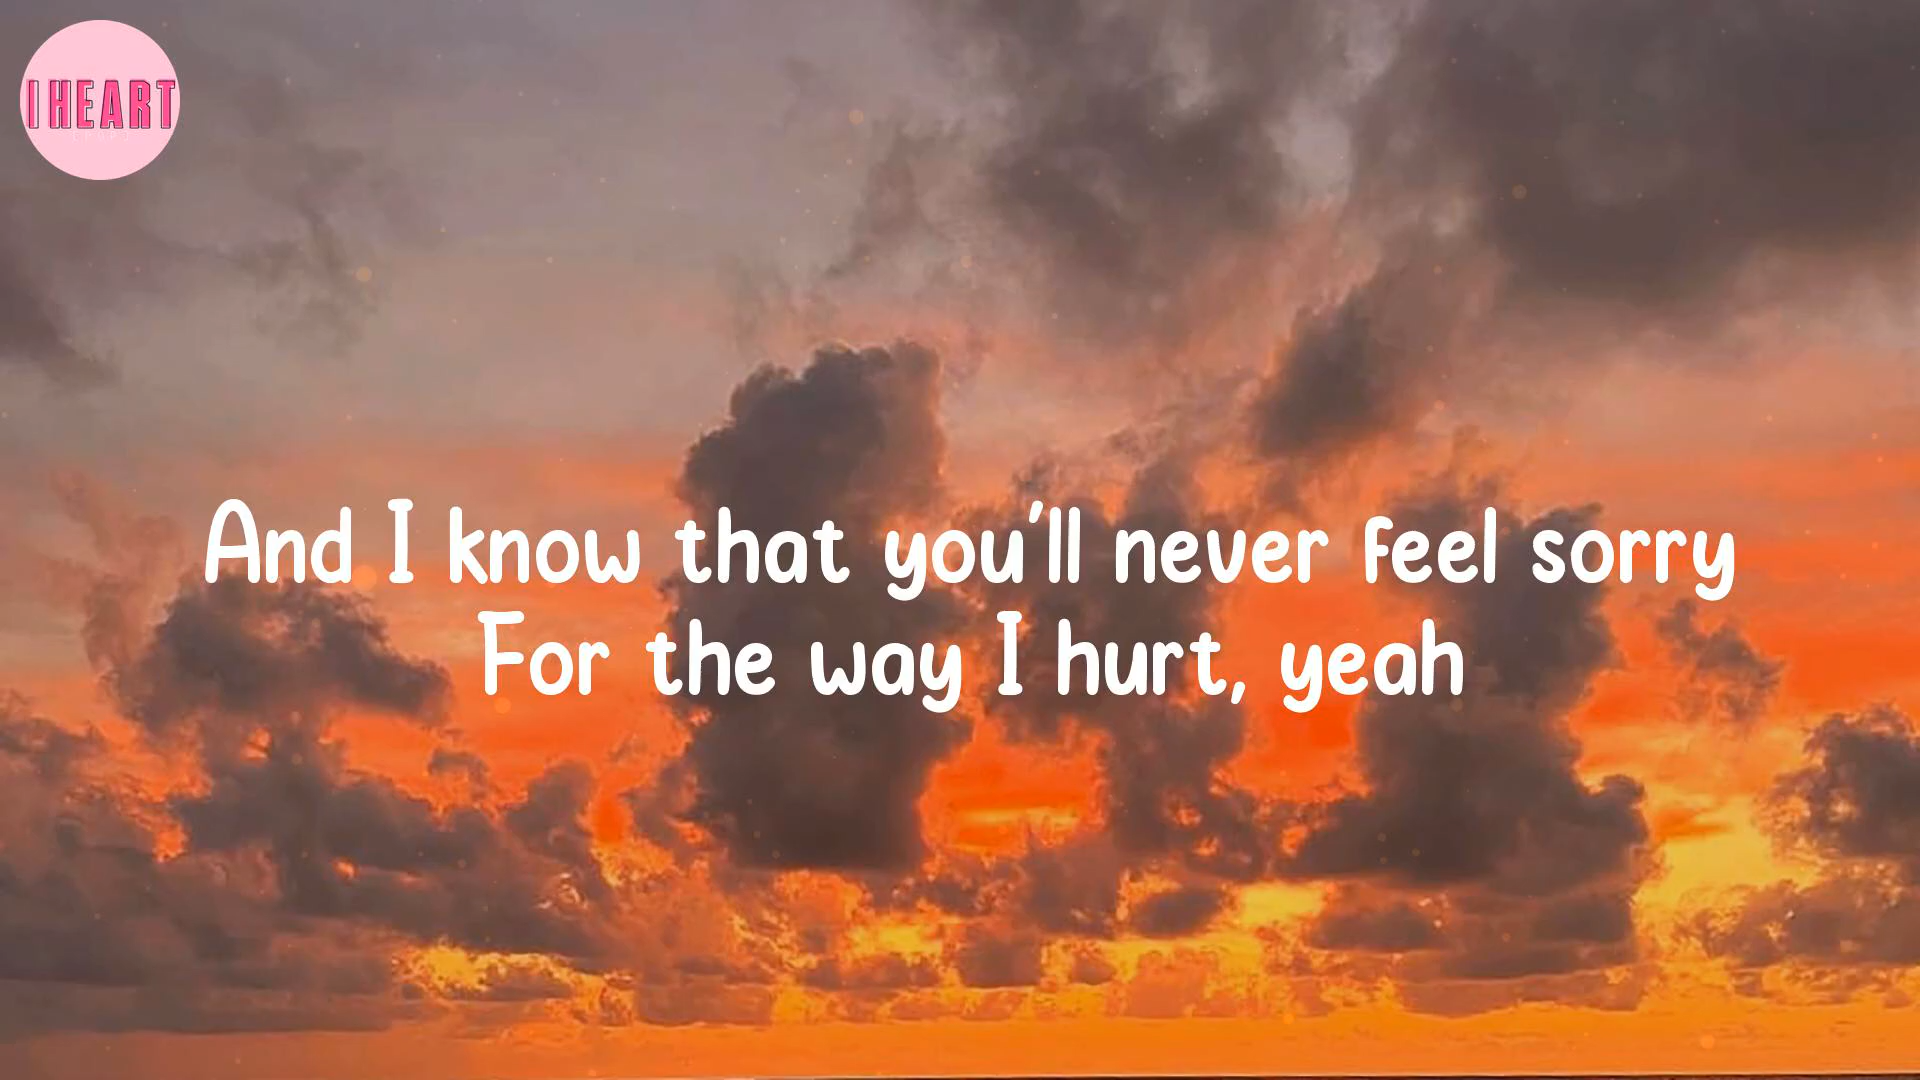 I HEART
And I know that you'll never feel sorry
For the way I hurt, yeah